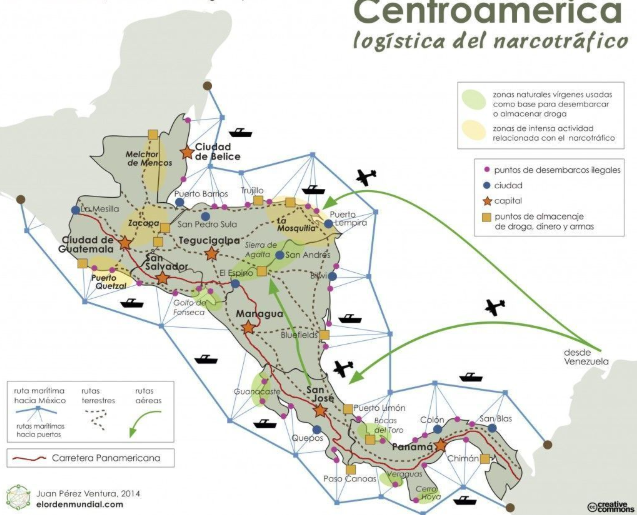 Centroamérica
logística del narcotráfico
zonas naturales vírgenes usadas
como base para desembarcar
o almacenar droga
zonas de intensa actividad
relacionada con el narcotráfico
puntos de desembarcos ilegales
ciudad
capital
puntos de almacenaje
de droga, dinero y armas
Ciudad
de Belice
Melchor
de Mencos
Puerto Barrios
Trujillo
La Mesilla
Zacapa
San Pedro Sula
La
Mosquitia
Puerto
Lempira
Ciudad de
Guatemala
Tegucigalpa
Sierra de
Agalta
San Andrés
San
Salvador
El Espino
Bilwi
Puerto
Quetzal
Golfo de
Fonseca
Managua
Bluefields
desde
Venezuela
Guanacaste
San
José
Puerto Limón
Bocas
del Toro
Colón
San Blas
Quepos
Panamá
Chimán
Paso Canoas
Veraguas
Cerro
Hoya
ruta marítima
hacia México
rutas
terrestres
rutas
aéreas
rutas marítimas
hacia puertos
Carretera Panamericana
Juan Pérez Ventura, 2014
elordenmundial.com
cc creative
commons